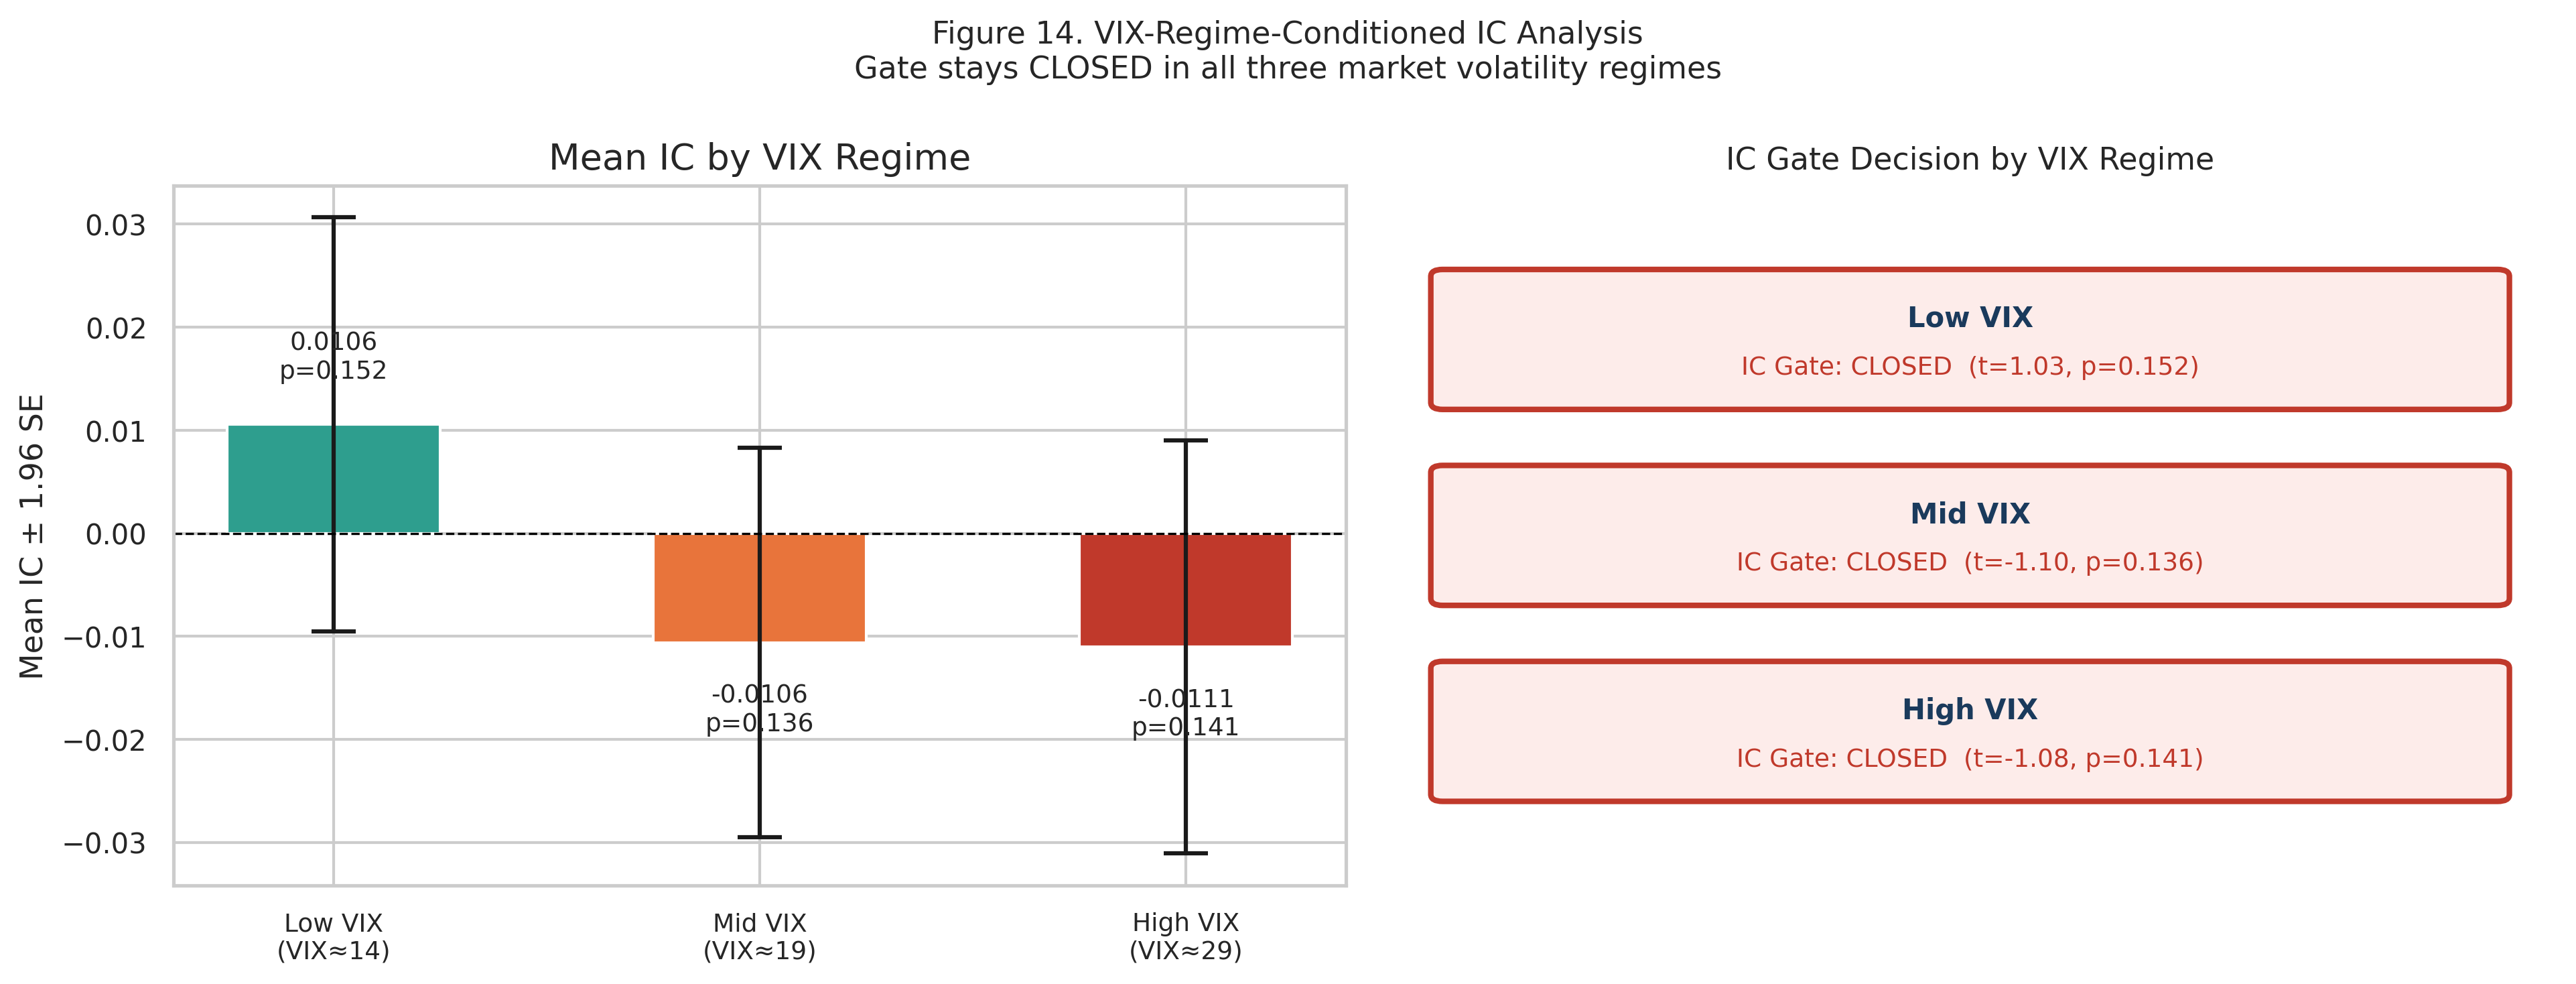 Figure 14. VIX-Regime-Conditioned IC Analysis
Gate stays CLOSED in all three market volatility regimes
Mean IC by VIX Regime
Mean IC ± 1.96 SE
0.03
0.02
0.01
0.00
−0.01
−0.02
−0.03
0.0106
p=0.152
-0.0106
p=0.136
-0.0111
p=0.141
Low VIX
(VIX≈14)
Mid VIX
(VIX≈19)
High VIX
(VIX≈29)
IC Gate Decision by VIX Regime
Low VIX
IC Gate: CLOSED  (t=1.03, p=0.152)
Mid VIX
IC Gate: CLOSED  (t=-1.10, p=0.136)
High VIX
IC Gate: CLOSED  (t=-1.08, p=0.141)